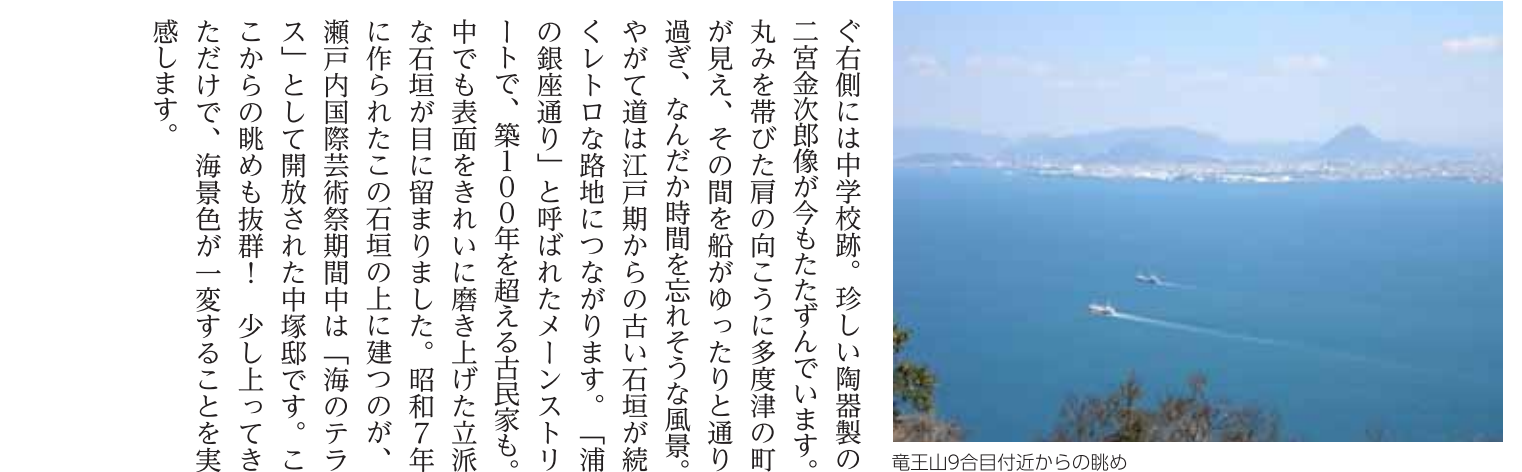 ぐ右側には中学校跡。珍しい陶器製の
二宮金次郎像が今もたたずんでいます。
丸みを帯びた肩の向こうに多度津の町
が見え、その間を船がゆったりと通り
過ぎ、なんだか時間を忘れそうな風景。
やがて道は江戸期からの古い石垣が続
くレトロな路地につながります。「浦
の銀座通り」と呼ばれたメーンストリ
ートで、築100年を超える古民家も。
中でも表面をきれいに磨き上げた立派
な石垣が目に留まりました。昭和7年
に作られたこの石垣の上に建つのが、
瀬戸内国際芸術祭期間中は「海のテラ
ス」として開放された中塚邸です。こ
こからの眺めも抜群！　少し上ってき
ただけで、海景色が一変することを実
感します。
竜王山9合目付近からの眺め